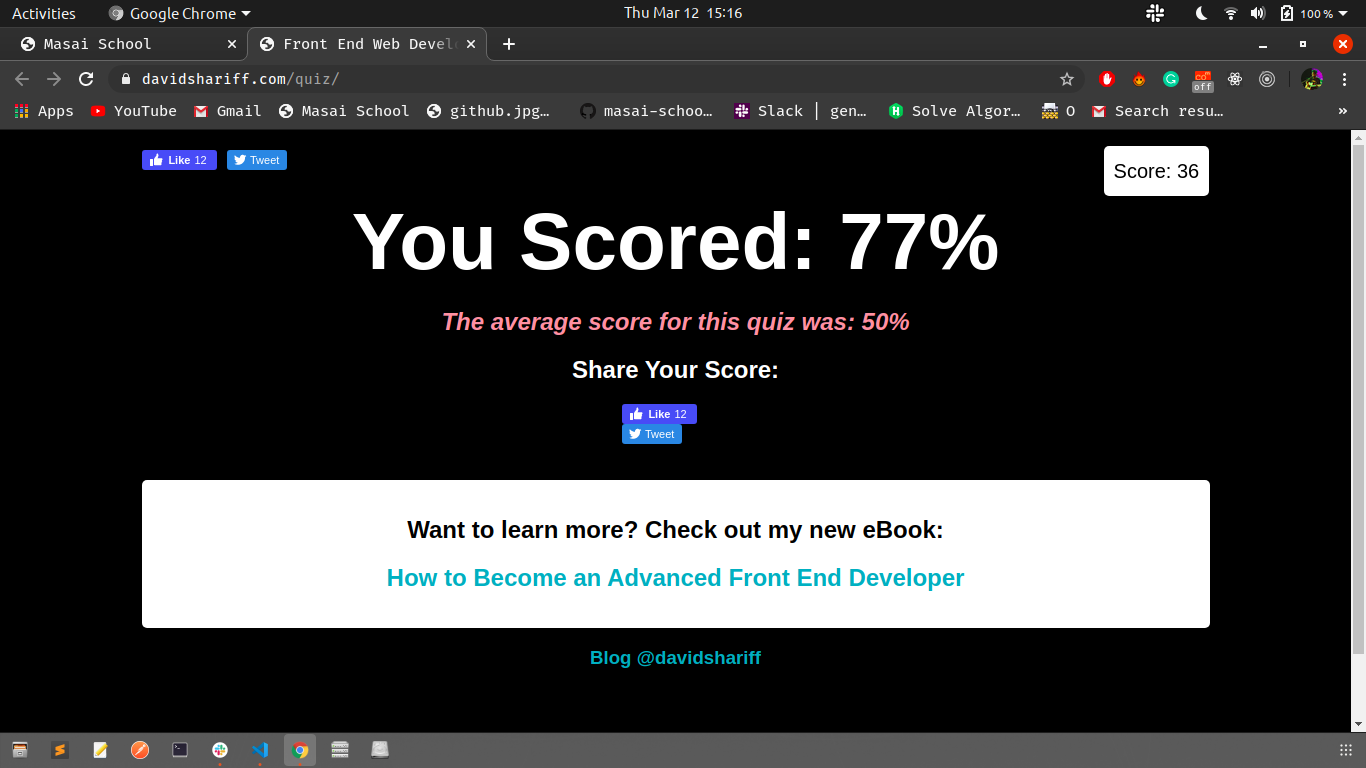 Activities
Google Chrome
Thu Mar 12 15:16
100 %
Masai School
Front End Web Develo
davidshariff.com/quiz/
off
Apps
YouTube
Gmail
Masai School
github.jpg…
masai-schoo…
Slack | gen…
Solve Algor…
O
Search resu…
»
Like 12
Tweet
Score: 36
You Scored: 77%
The average score for this quiz was: 50%
Share Your Score:
Like 12
Tweet
Want to learn more? Check out my new eBook:
How to Become an Advanced Front End Developer
Blog @davidshariff